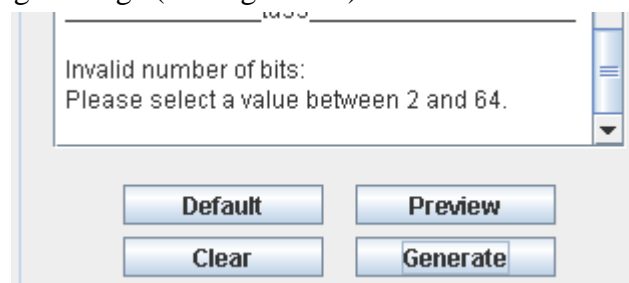 Invalid number of bits:
Please select a value between 2 and 64.
Default Preview
Clear Generate